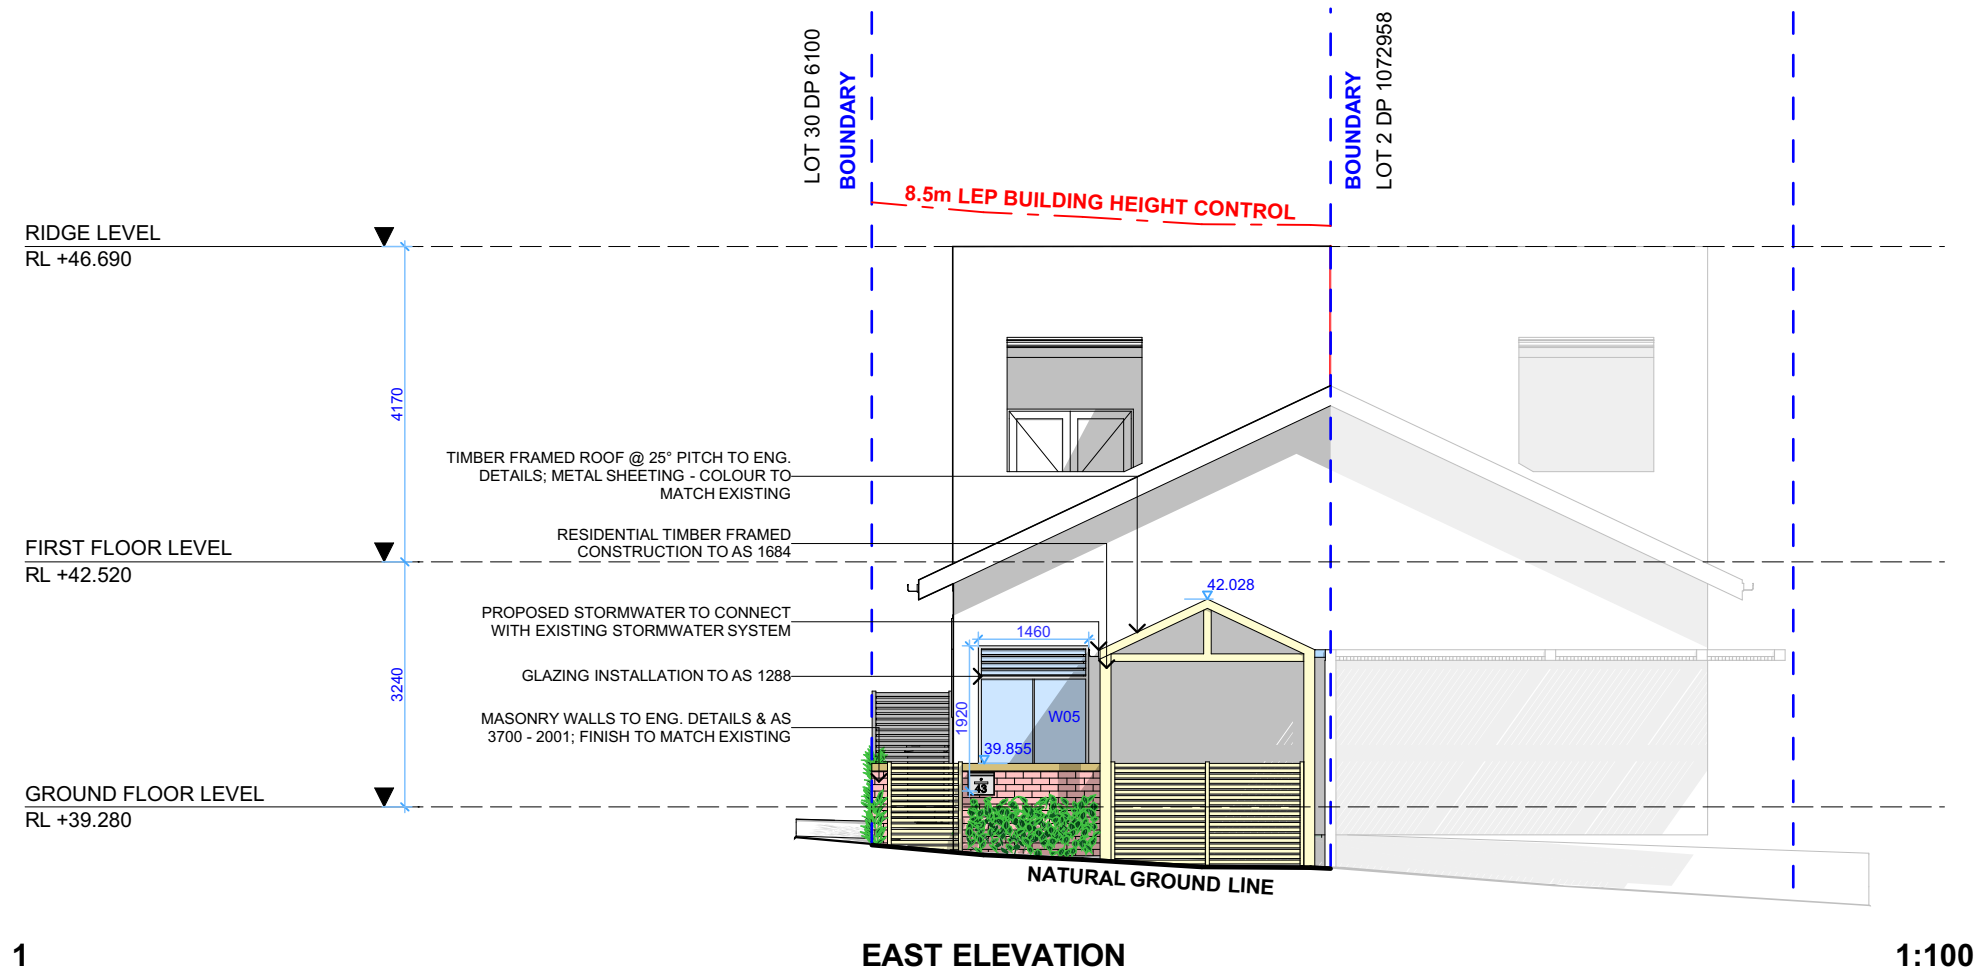 LOT 30 DP 6100
BOUNDARY
BOUNDARY
LOT 2 DP 1072958
8.5m LEP BUILDING HEIGHT CONTROL
RIDGE LEVEL
RL +46.690
4170
TIMBER FRAMED ROOF @ 25° PITCH TO ENG.
DETAILS; METAL SHEETING - COLOUR TO
MATCH EXISTING
RESIDENTIAL TIMBER FRAMED
CONSTRUCTION TO AS 1684
FIRST FLOOR LEVEL
RL +42.520
42.028
PROPOSED STORMWATER TO CONNECT
WITH EXISTING STORMWATER SYSTEM
1460
GLAZING INSTALLATION TO AS 1288
3240
MASONRY WALLS TO ENG. DETAILS & AS
3700 - 2001; FINISH TO MATCH EXISTING
1920
W05
39.855
43
GROUND FLOOR LEVEL
RL +39.280
NATURAL GROUND LINE
1
EAST ELEVATION
1:100